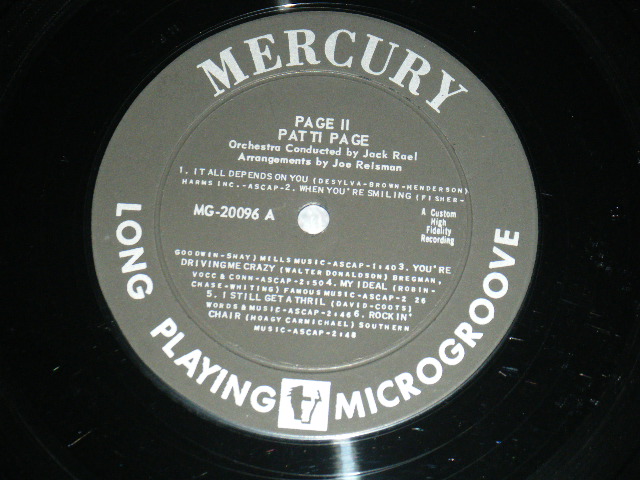 MERCURY
PAGE II
PATTI PAGE
Orchestra Conducted by Jack Rael
Arrangements by Joe Reisman
1. IT ALL DEPENDS ON YOU (DESYLVA-BROWN-HENDERSON)
HARMS INC.-ASCAP-2. WHEN YOU'RE SMILING (FISHER-
MG-20096 A
A Custom
High
Fidelity
Recording
GOODWIN-SHAY) MILLS MUSIC-ASCAP-1:40 3. YOU'RE
DRIVING ME CRAZY (WALTER DONALDSON) BREGMAN,
VOCC & CONN-ASCAP-2:50 4. MY IDEAL (ROBIN-
CHASE-WHITING) FAMOUS MUSIC-ASCAP-2 26
5. I STILL GET A THRIL (DAVID-COOTS)
WORDS & MUSIC-ASCAP-2:46 6. ROCKIN'
CHAIR (HOAGY CARMICHAEL) SOUTHERN
MUSIC-ASCAP-2:48
LONG PLAYING MICROGROOVE